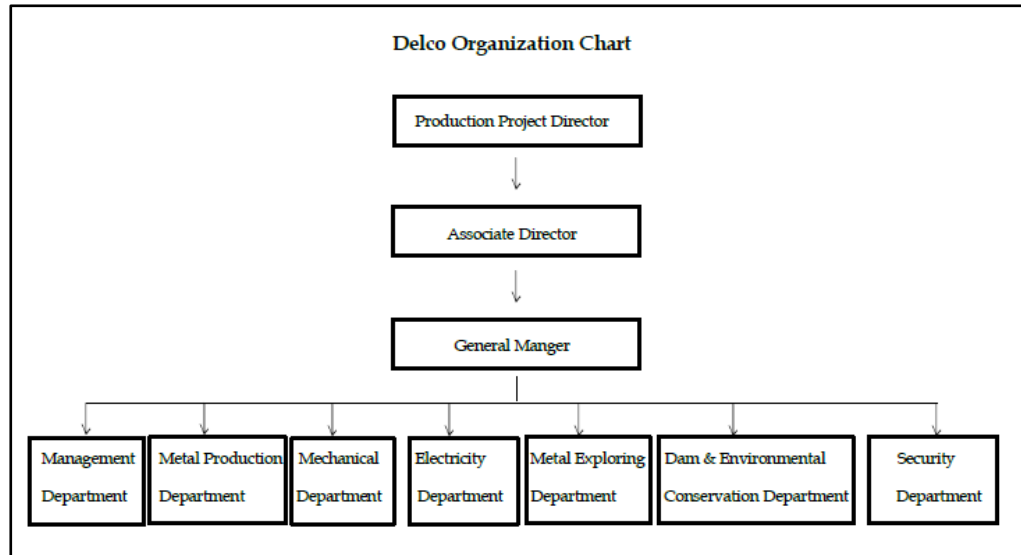 Delco Organization Chart
Production Project Director
Associate Director
General Manger
Management
Department
Metal Production
Department
Mechanical
Department
Electricity
Department
Metal Exploring
Department
Dam & Environmental
Conservation Department
Security
Department